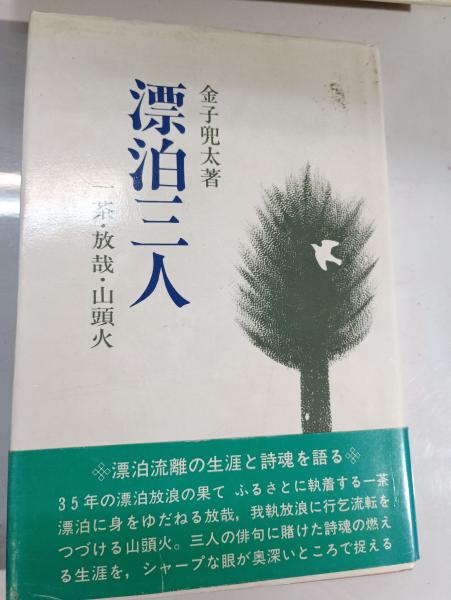 金子兜太著
漂泊三人
一茶・放哉・山頭火
漂泊流離の生涯と詩魂を語る
35年の漂泊放浪の果て ふるさとに執着する一茶
漂泊に身をゆだねる放哉，我執放浪に行乞流転を
つづける山頭火。三人の俳句に賭けた詩魂の燃え
る生涯を，シャープな眼が奥深いところで捉える